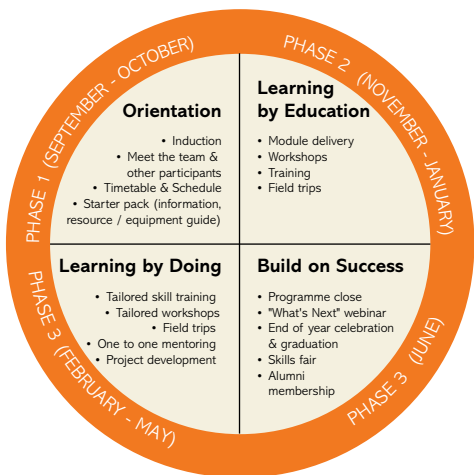 PHASE 1 (SEPTEMBER - OCTOBER)
Orientation
• Induction
• Meet the team &
other participants
• Timetable & Schedule
• Starter pack (information,
resource / equipment guide)
PHASE 2 (NOVEMBER - JANUARY)
Learning
by Education
• Module delivery
• Workshops
• Training
• Field trips
PHASE 3 (FEBRUARY - MAY)
Learning by Doing
• Tailored skill training
• Tailored workshops
• Field trips
• One to one mentoring
• Project development
PHASE 3 (JUNE)
Build on Success
• Programme close
• "What's Next" webinar
• End of year celebration
& graduation
• Skills fair
• Alumni
membership